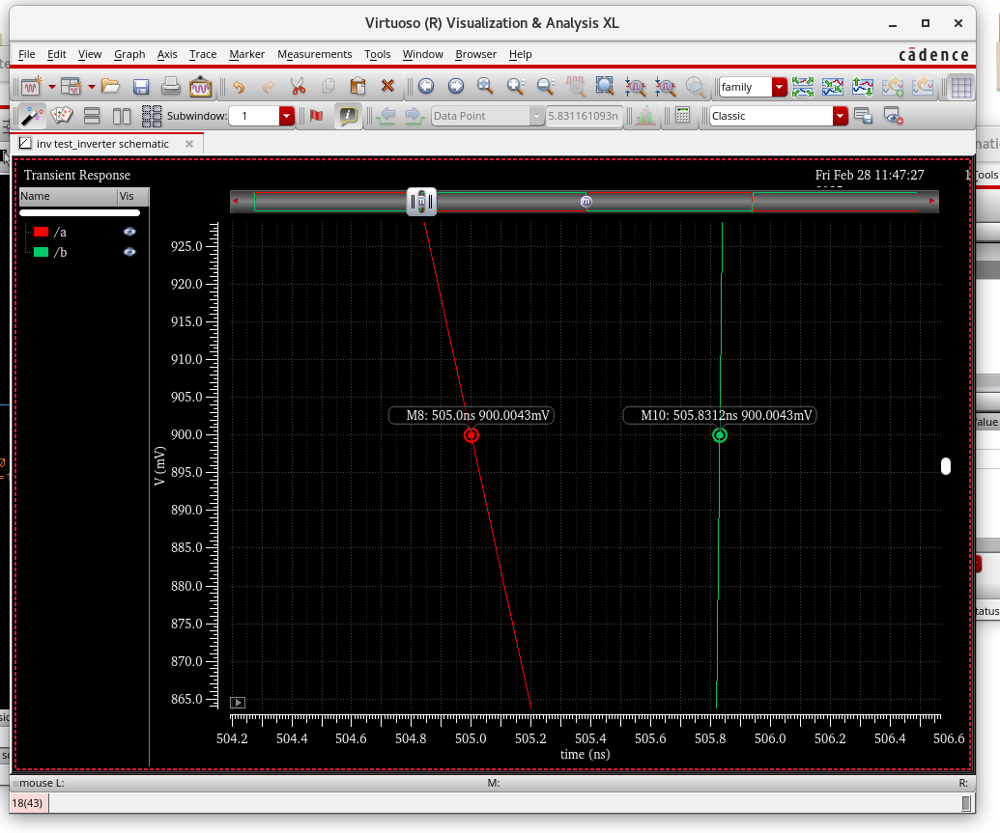 Virtuoso (R) Visualization & Analysis XL
File Edit View Graph Axis Trace Marker Measurements Tools Window Browser Help
cādence
family
Subwindow: 1
Data Point
5.831161093n
Classic
inv test_inverter schematic
Transient Response
Fri Feb 28 11:47:27
1
Name Vis
/a
/b
925.0
920.0
915.0
910.0
905.0
900.0
895.0
890.0
885.0
880.0
875.0
870.0
865.0
V (mV)
M8: 505.0ns 900.0043mV
M10: 505.8312ns 900.0043mV
504.2 504.4 504.6 504.8 505.0 505.2 505.4 505.6 505.8 506.0 506.2 506.4 506.6
time (ns)
mouse L: M: R:
18(43)